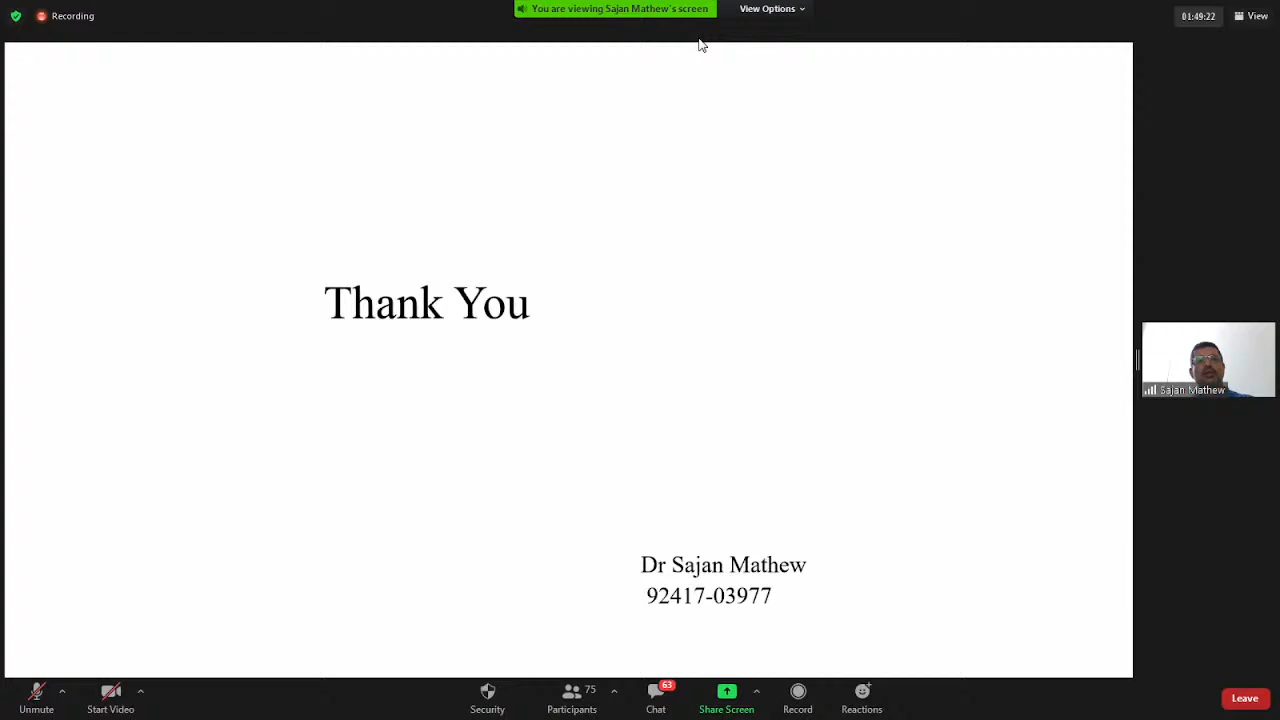 Recording
You are viewing Sajan Mathew's screen
View Options
01:49:22
View
Thank You
Sajan Mathew
Dr Sajan Mathew
92417-03977
Unmute
Start Video
Security
Participants
75
Chat
63
Share Screen
Record
Reactions
Leave